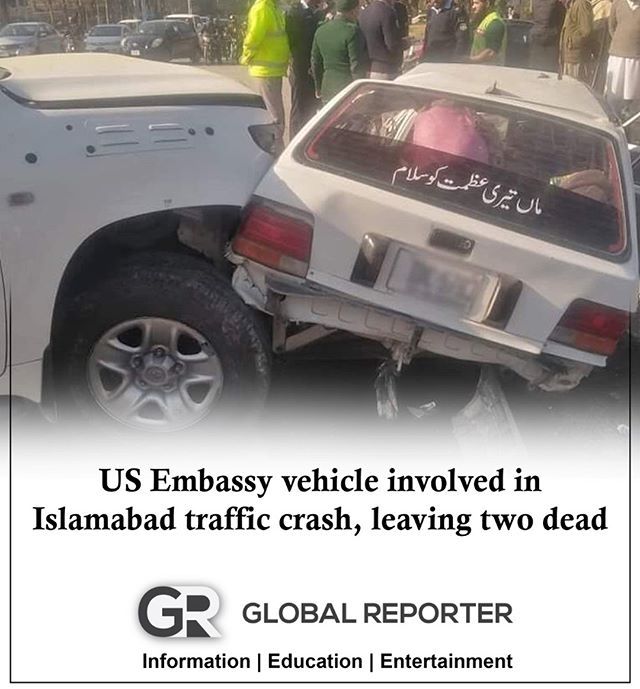 ماں تیری عظمت کو سلام
US Embassy vehicle involved in
Islamabad traffic crash, leaving two dead
GR GLOBAL REPORTER
Information | Education | Entertainment